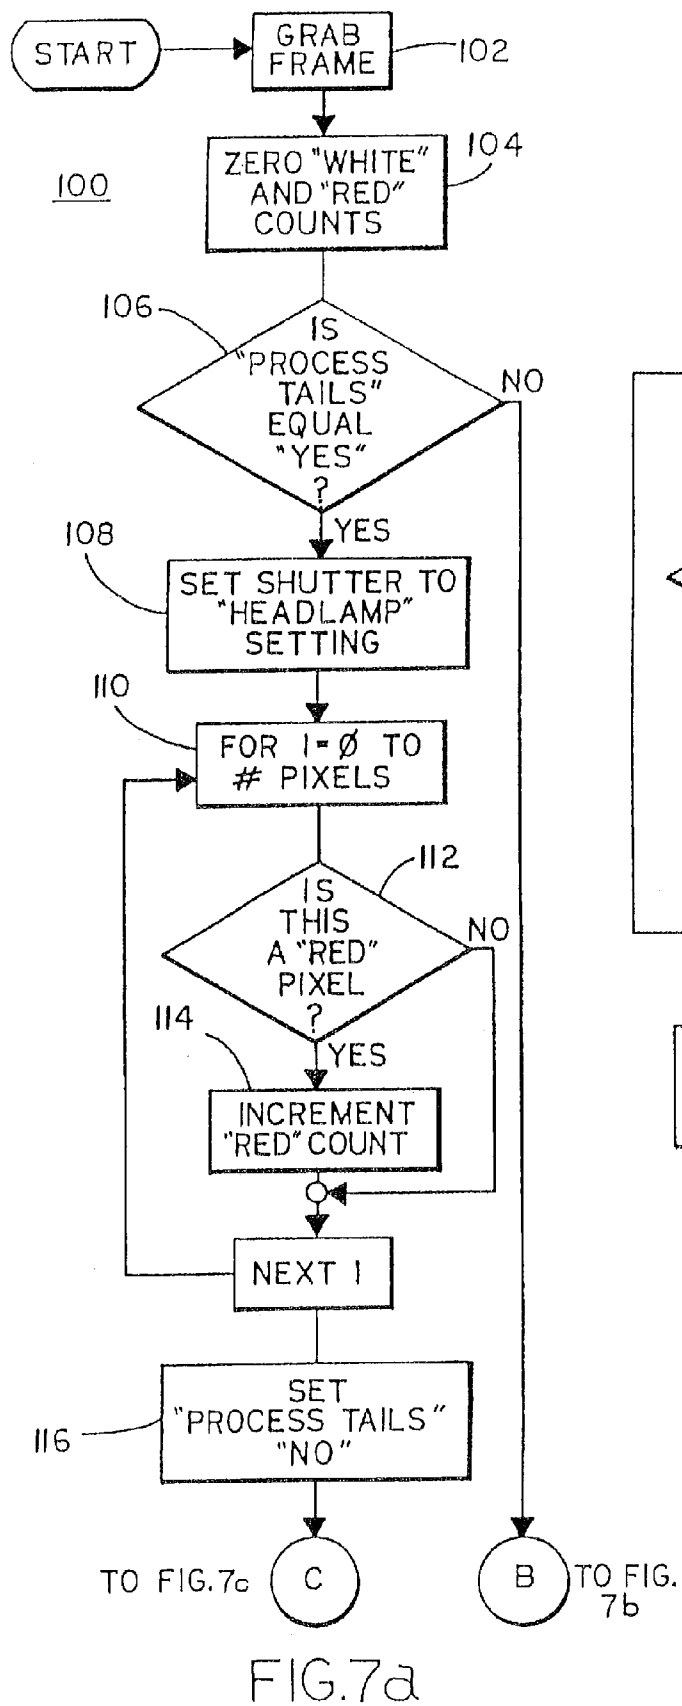 START
GRAB
FRAME
102
100
ZERO "WHITE"
AND "RED"
COUNTS
104
106
IS
"PROCESS
TAILS"
EQUAL
"YES"
?
NO
YES
108
SET SHUTTER TO
"HEADLAMP"
SETTING
110
FOR I=Ø TO
# PIXELS
112
IS
THIS
A "RED"
PIXEL
?
NO
YES
114
INCREMENT
"RED" COUNT
NEXT I
116
SET
"PROCESS TAILS"
"NO"
TO FIG.7c
C
B
TO FIG.
7b
FIG.7a